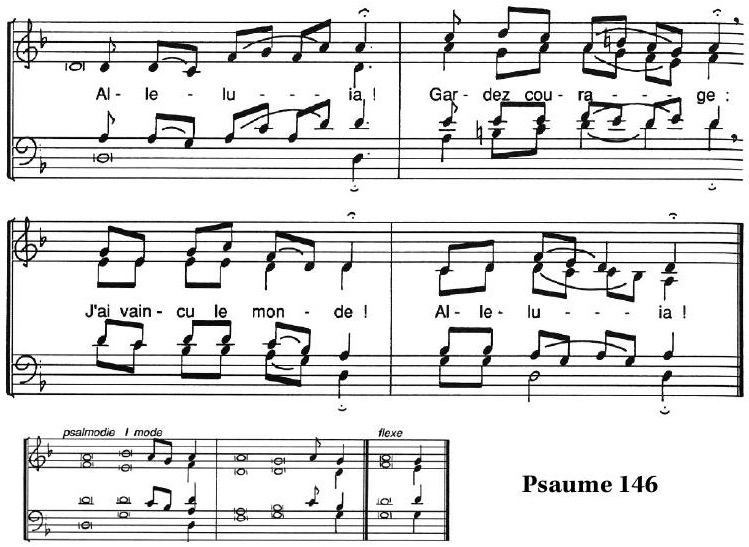 Al - le - lu - - - ia ! Gar - dez cou - ra - - - ge :
J'ai vain - cu le mon - - de ! Al - le - lu - - - ia !
psalmodie I mode flexe
Psaume 146